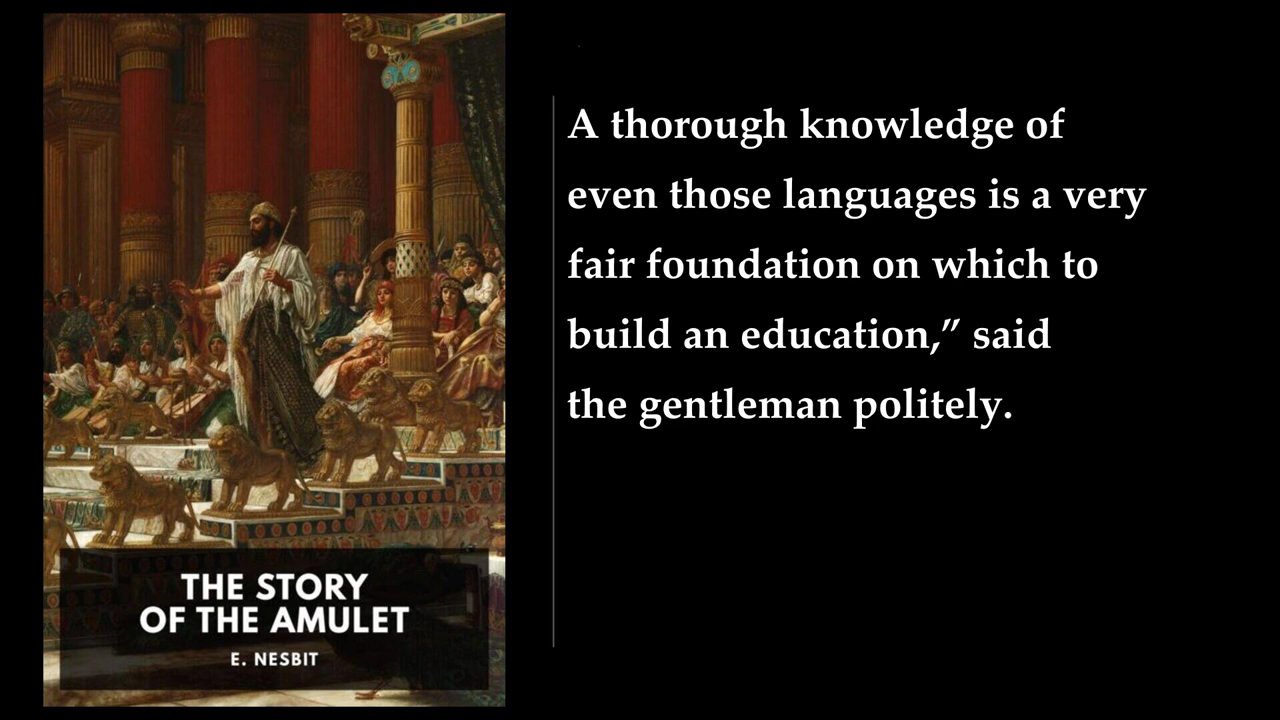 A thorough knowledge of
even those languages is a very
fair foundation on which to
build an education,” said
the gentleman politely.
THE STORY
OF THE AMULET
E. NESBIT